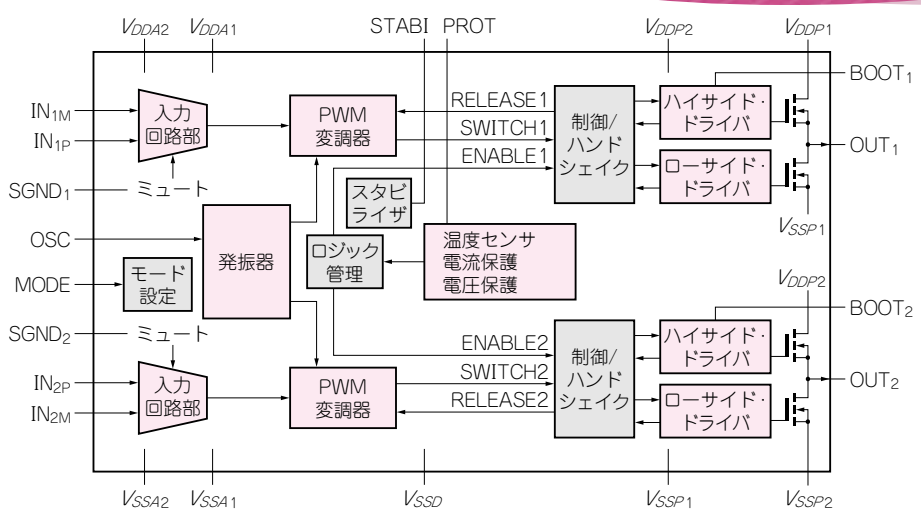 VDDA2 VDDA1 STABI PROT VDDP2 VDDP1
BOOT1
IN1M
IN1P
入力
回路部
PWM
変調器
RELEASE1
SWITCH1
ENABLE1
制御/
ハンド
シェイク
ハイサイド・
ドライバ
ローサイド・
ドライバ
OUT1
SGND1
ミュート
スタビ
ライザ
VSSP1
OSC
発振器
ロジック
管理
温度センサ
電流保護
電圧保護
MODE
モード
設定
VDDP2
BOOT2
SGND2
ミュート
IN2P
IN2M
入力
回路部
PWM
変調器
ENABLE2
SWITCH2
RELEASE2
制御/
ハンド
シェイク
ハイサイド・
ドライバ
ローサイド・
ドライバ
OUT2
VSSA2 VSSA1 VSSD VSSP1 VSSP2